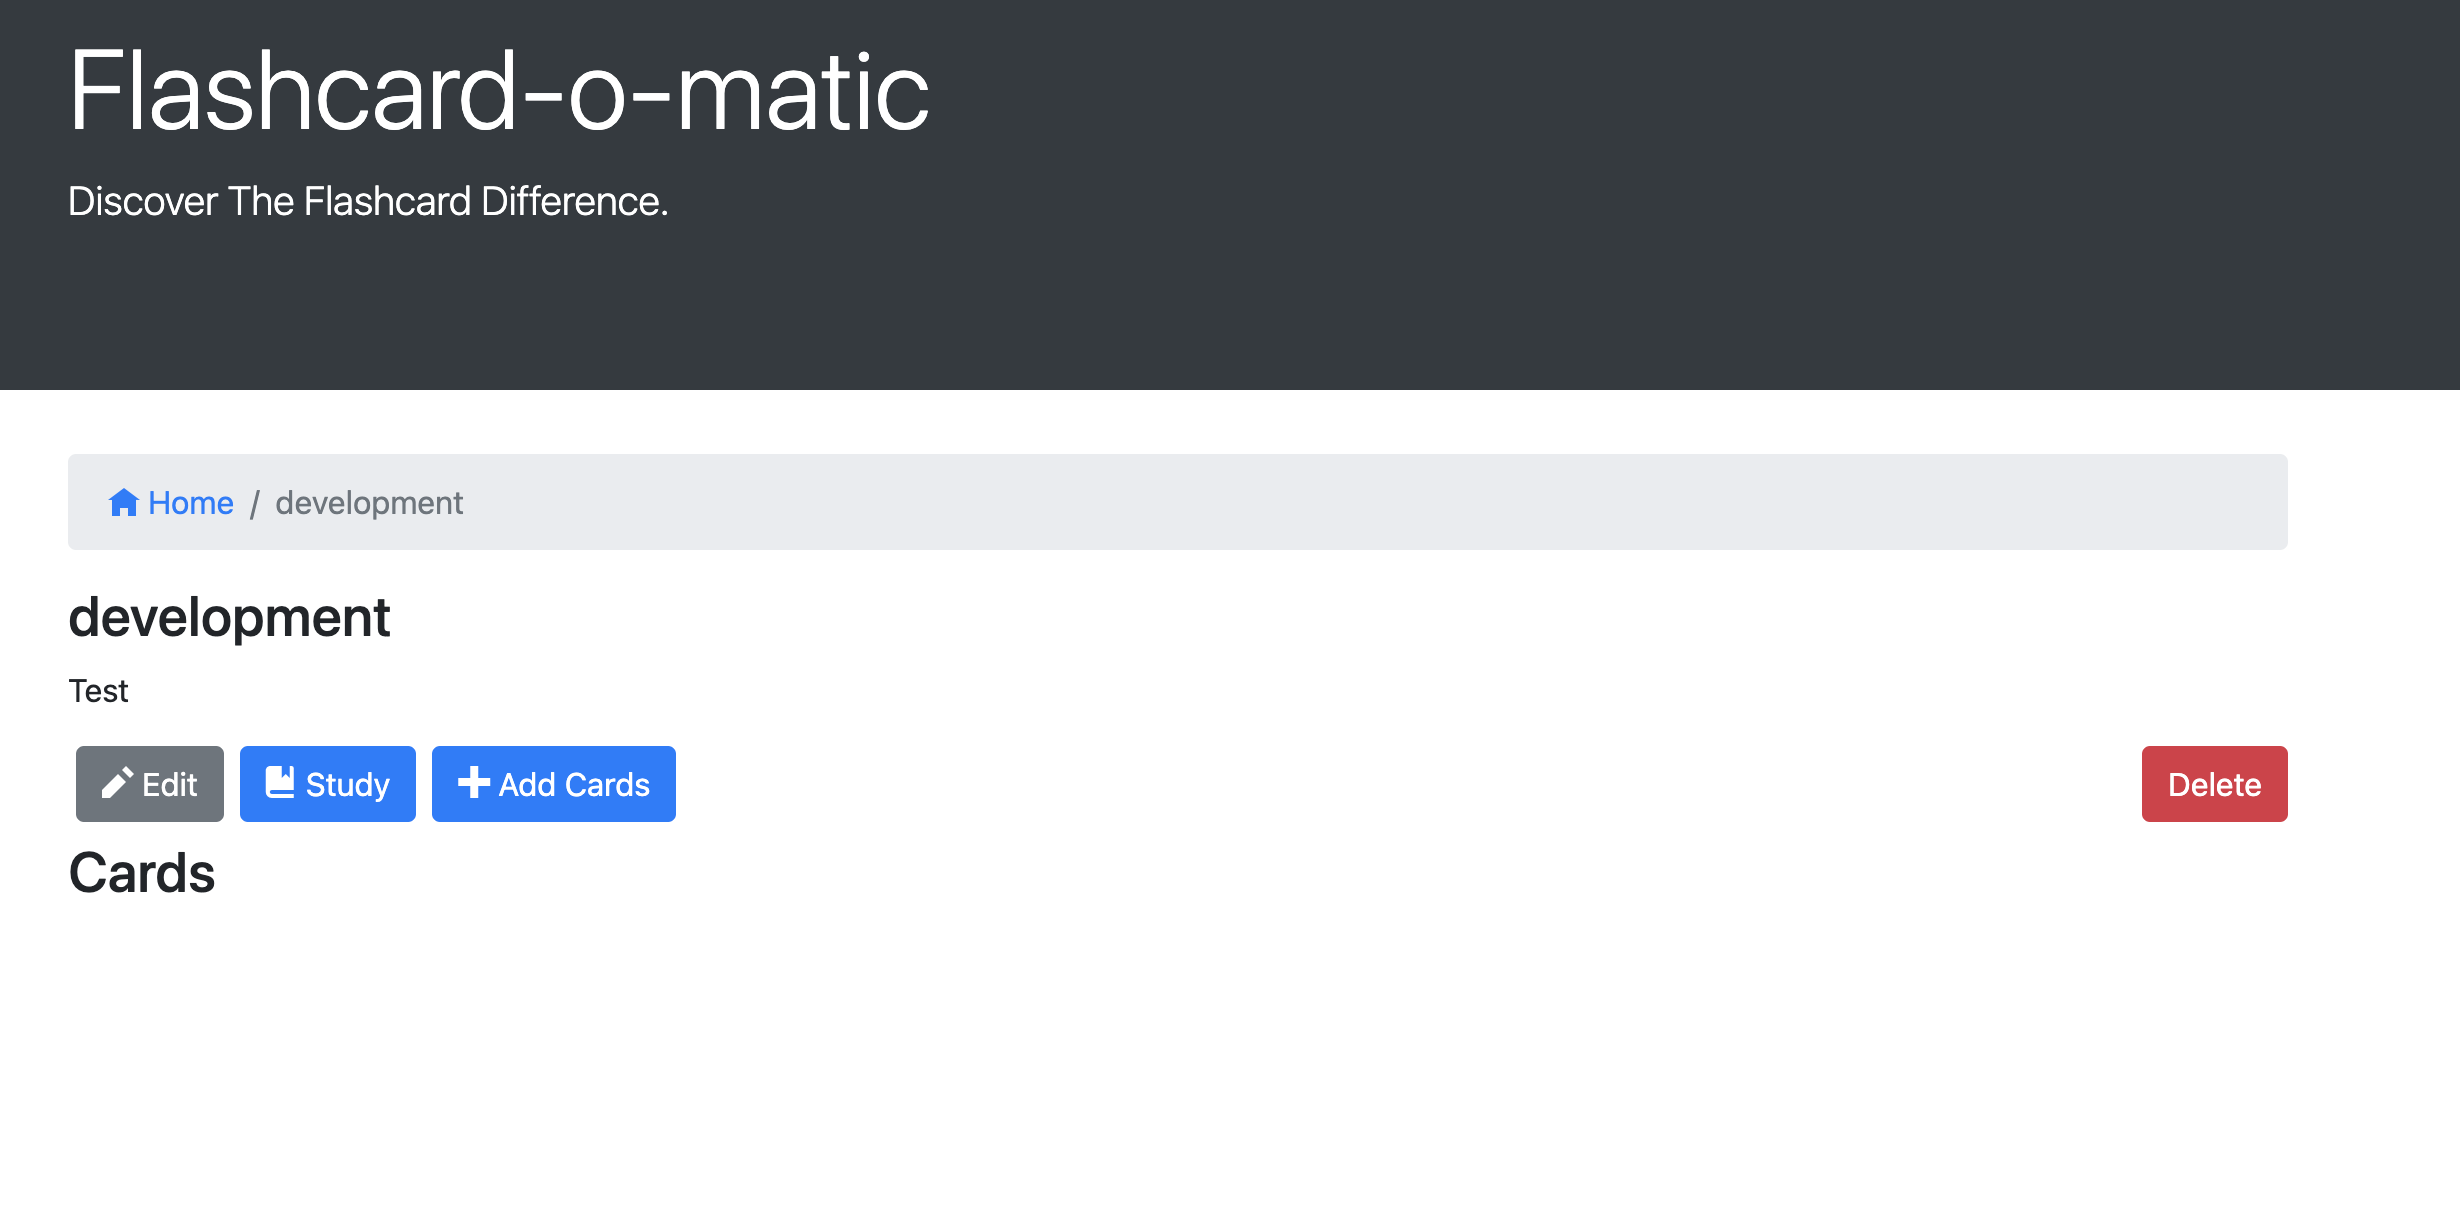 Flashcard-o-matic
Discover The Flashcard Difference.
Home / development
development
Test
Edit Study Add Cards Delete
Cards